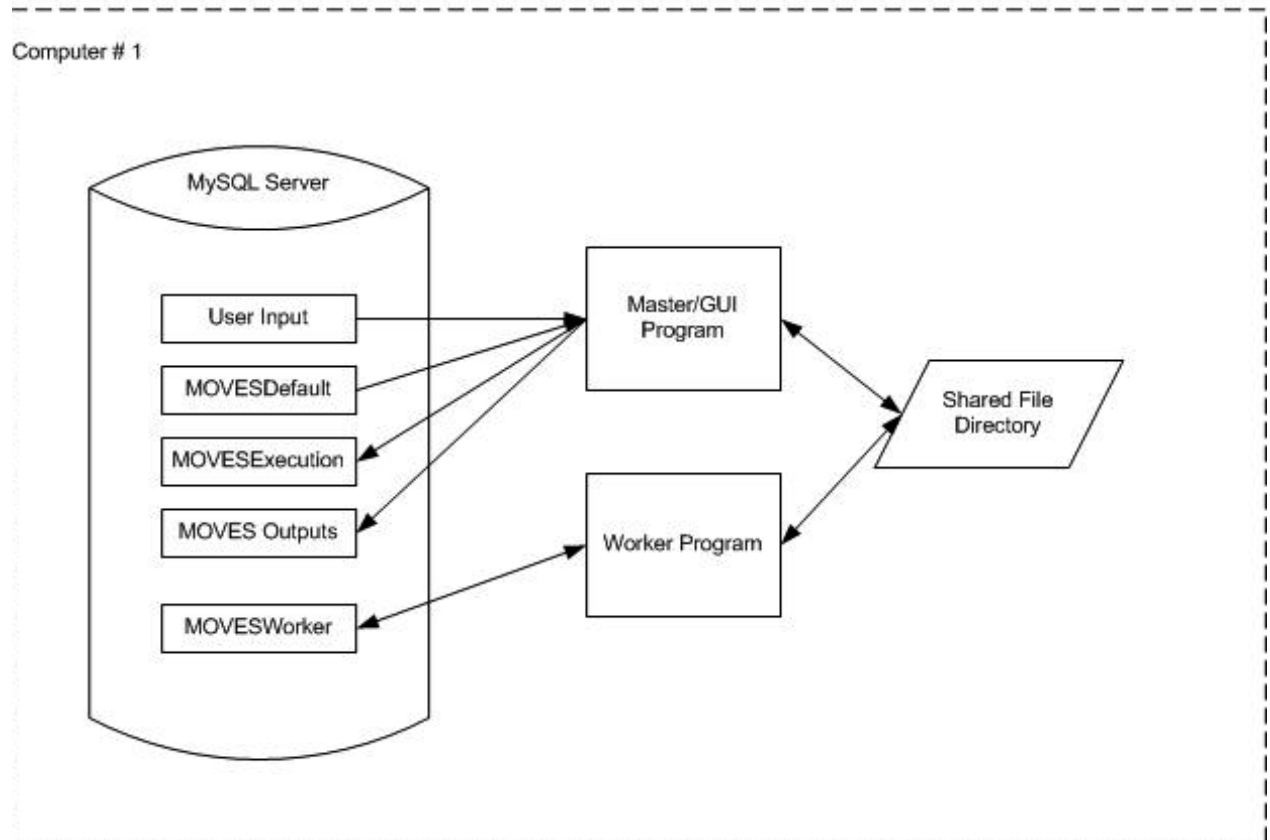 Computer # 1
MySQL Server
User Input
MOVESDefault
MOVESExecution
MOVES Outputs
MOVESWorker
Master/GUI
Program
Worker Program
Shared File
Directory